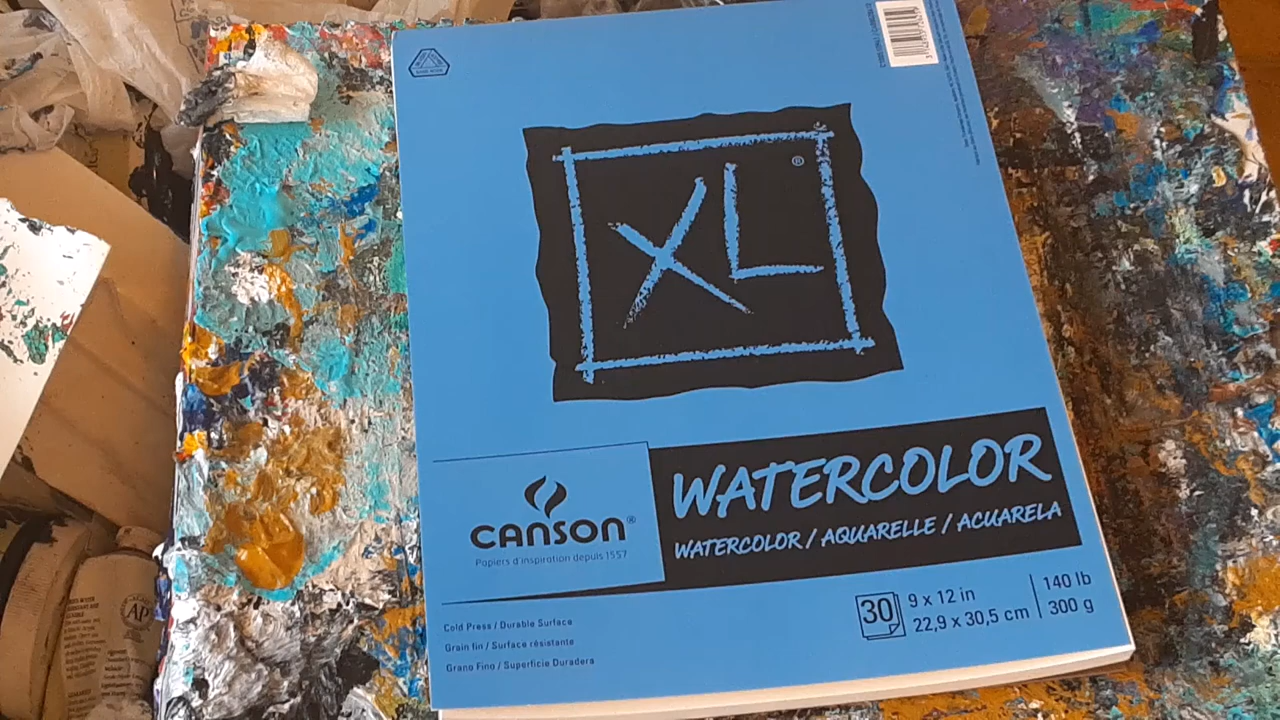 XL®
CANSON®
Papiers d'inspiration depuis 1557
WATERCOLOR
WATERCOLOR / AQUARELLE / ACUARELA
30
9 x 12 in
22,9 x 30,5 cm
140 lb
300 g
Cold Press / Durable Surface
Grain fin / Surface résistante
Grano Fino / Superficie Duradera
AP